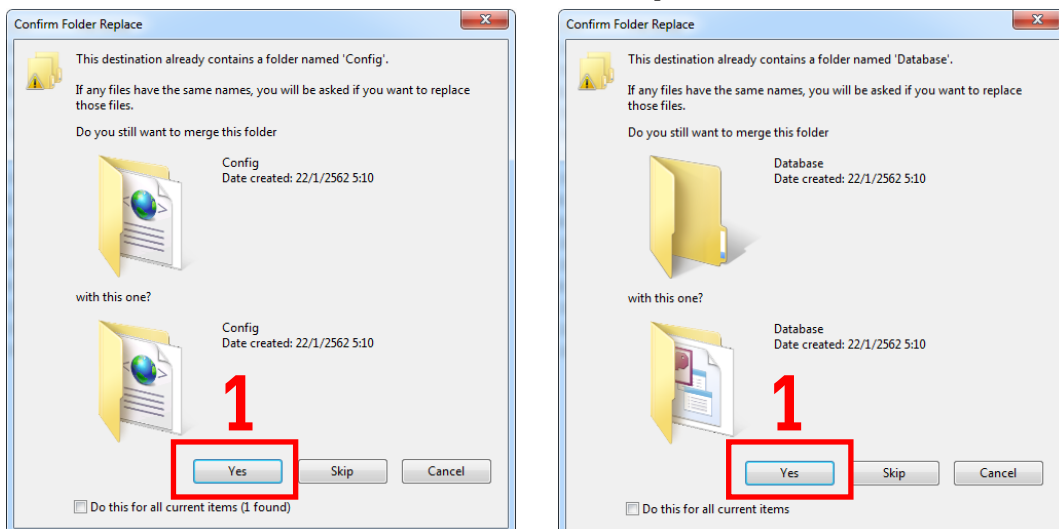 Confirm Folder Replace
This destination already contains a folder named 'Config'.
If any files have the same names, you will be asked if you want to replace
those files.
Do you still want to merge this folder
Config
Date created: 22/1/2562 5:10
with this one?
Config
Date created: 22/1/2562 5:10
1
Yes
Skip
Cancel
Do this for all current items (1 found)
Confirm Folder Replace
This destination already contains a folder named 'Database'.
If any files have the same names, you will be asked if you want to replace
those files.
Do you still want to merge this folder
Database
Date created: 22/1/2562 5:10
with this one?
Database
Date created: 22/1/2562 5:10
1
Yes
Skip
Cancel
Do this for all current items